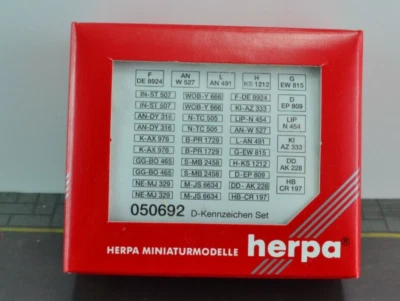 F
DE 8924
AN
W 527
L
AN 491
H
KS 1212
G
EW 815
IN-ST 507 WOB-Y 666 F-DE 8924
IN-ST 507 WOB-Y 666 KI-AZ 333
AN-DY 316 N-TC 505 LIP-N 454
AN-DY 316 N-TC 505 AN-W 527
K-AX 976 B-PR 1729 L-AN 491
K-AX 976 B-PR 1729 G-EW 815
GG-BO 465 S-MB 2458 H-KS 1212
GG-BO 465 S-MB 2458 D-EP 809
NE-MJ 329 M-JS 6634 DD-AK 228
NE-MJ 329 M-JS 6634 HB-CR 197
D
EP 809
LIP
N 454
KI
AZ 333
DD
AK 228
HB
CR 197
050692 D-Kennzeichen Set
HERPA MINIATURMODELLE herpa®